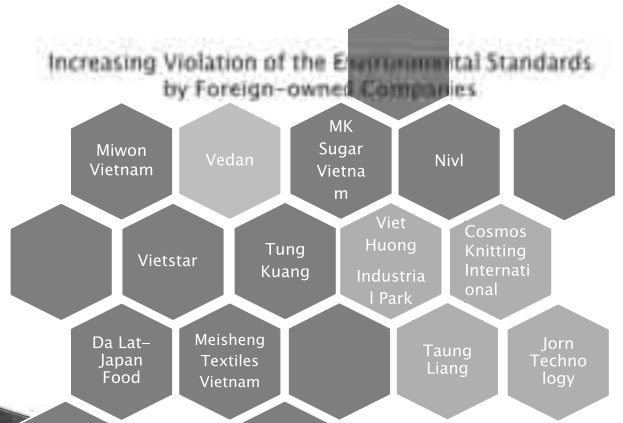 Increasing Violation of the Environmental Standards
by Foreign-owned Companies
Miwon
Vietnam
Vedan
MK
Sugar
Vietna
m
Nivl
Vietstar
Tung
Kuang
Viet
Huong
Industria
l Park
Cosmos
Knitting
Internati
onal
Da Lat–
Japan
Food
Meisheng
Textiles
Vietnam
Taung
Liang
Jorn
Techno
logy